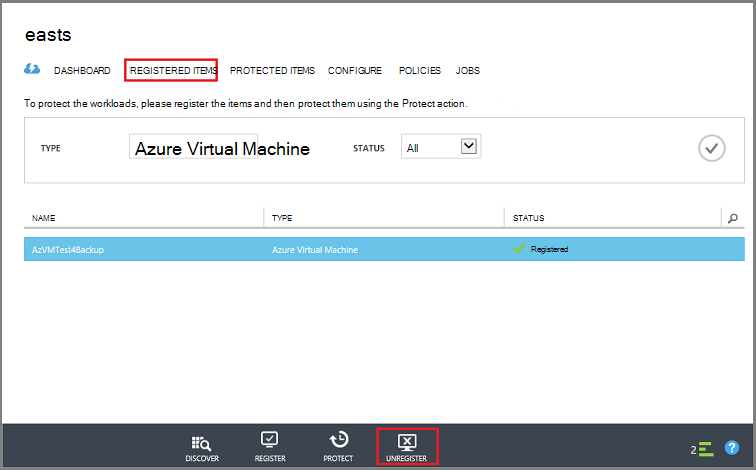 easts
DASHBOARD REGISTERED ITEMS PROTECTED ITEMS CONFIGURE POLICIES JOBS
To protect the workloads, please register the items and then protect them using the Protect action.
TYPE Azure Virtual Machine STATUS All
NAME TYPE STATUS
AzVMTest4Backup Azure Virtual Machine Registered
DISCOVER REGISTER PROTECT UNREGISTER 2 ?